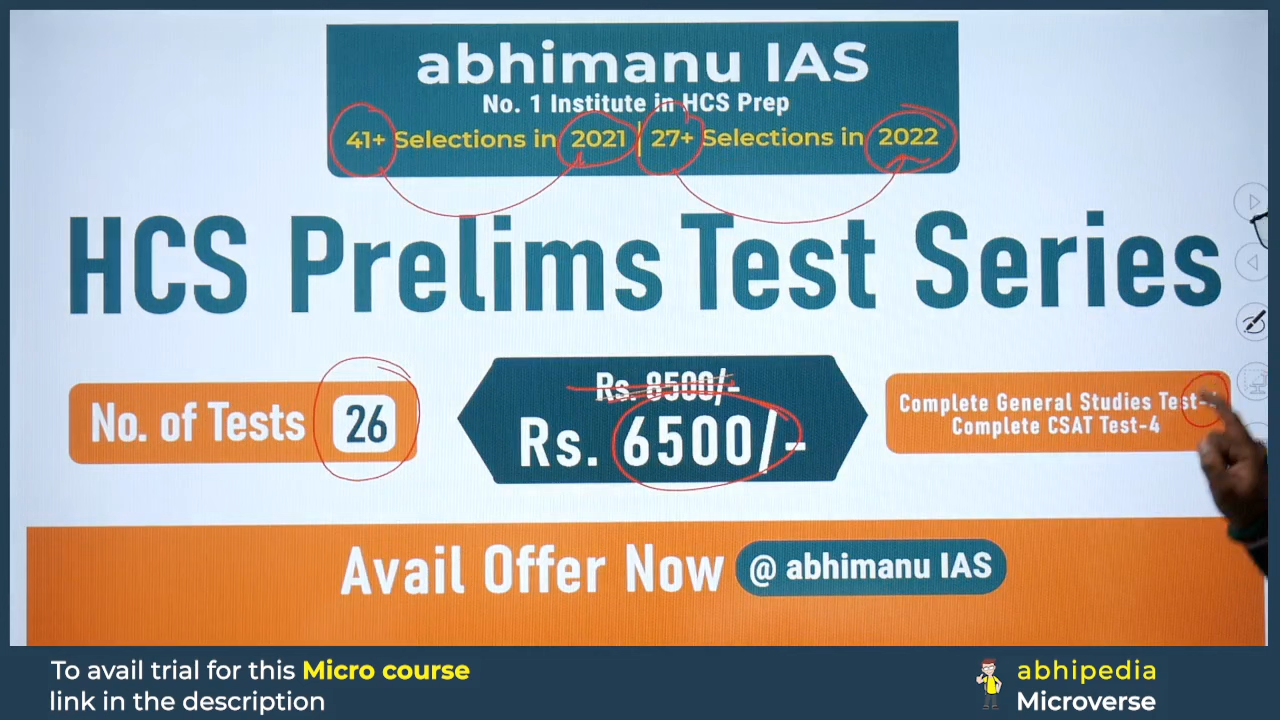 abhimanu IAS
No. 1 Institute in HCS Prep
41+ Selections in 2021 | 27+ Selections in 2022
HCS Prelims Test Series
No. of Tests 26
Rs. 8500/-
Rs. 6500/-
Complete General Studies Test-
Complete CSAT Test-4
Avail Offer Now @ abhimanu IAS
To avail trial for this Micro course
link in the description
abhipedia
Microverse